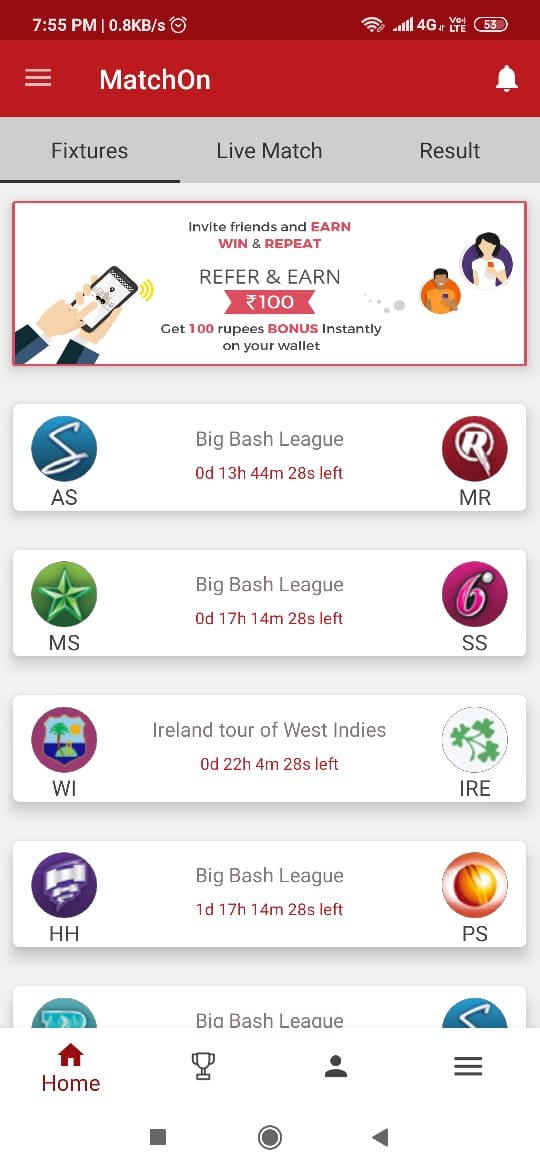 7:55 PM | 0.8KB/s
4G
Vo)
LTE
53
MatchOn
Fixtures
Live Match
Result
Invite friends and EARN
WIN & REPEAT
REFER & EARN
₹100
Get 100 rupees BONUS Instantly
on your wallet
Big Bash League
0d 13h 44m 28s left
AS
MR
Big Bash League
0d 17h 14m 28s left
MS
SS
Ireland tour of West Indies
0d 22h 4m 28s left
WI
IRE
Big Bash League
1d 17h 14m 28s left
HH
PS
Big Bash League
Home